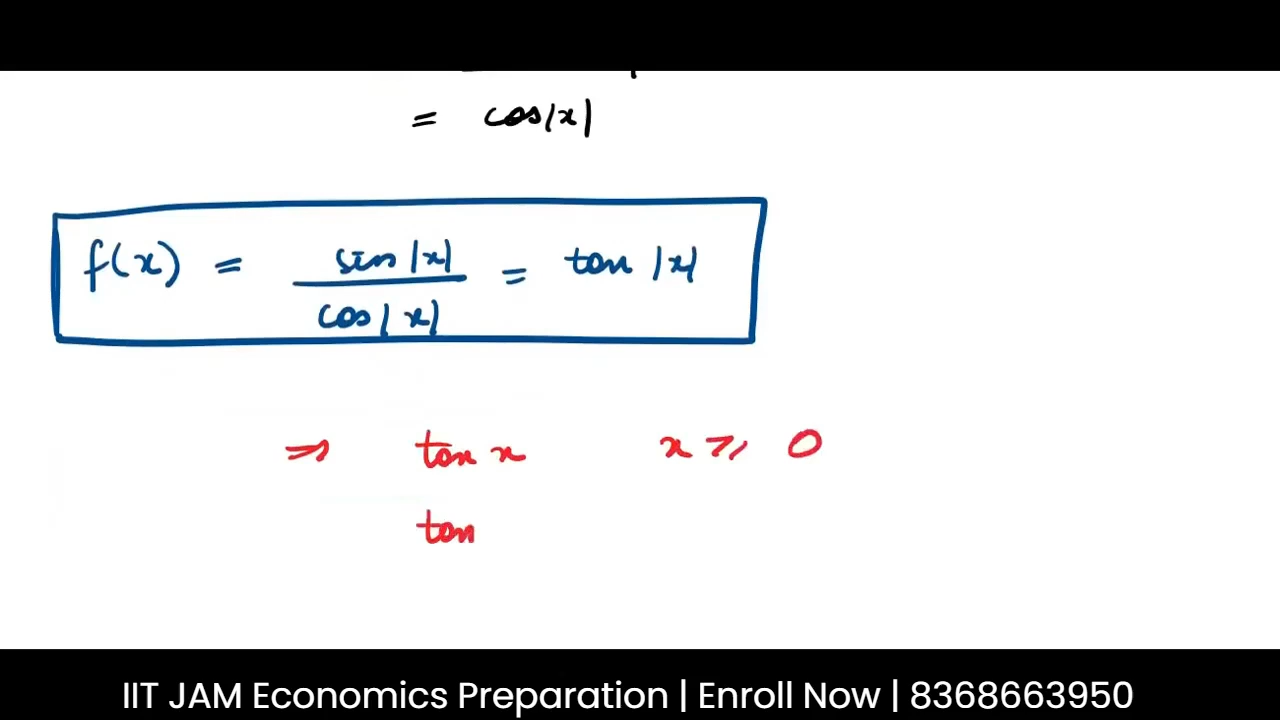 = cos|x|
f(x) = sin|x| / cos|x| = tan |x|
⇒ tan x x ≥ 0
tan
IIT JAM Economics Preparation | Enroll Now | 8368663950